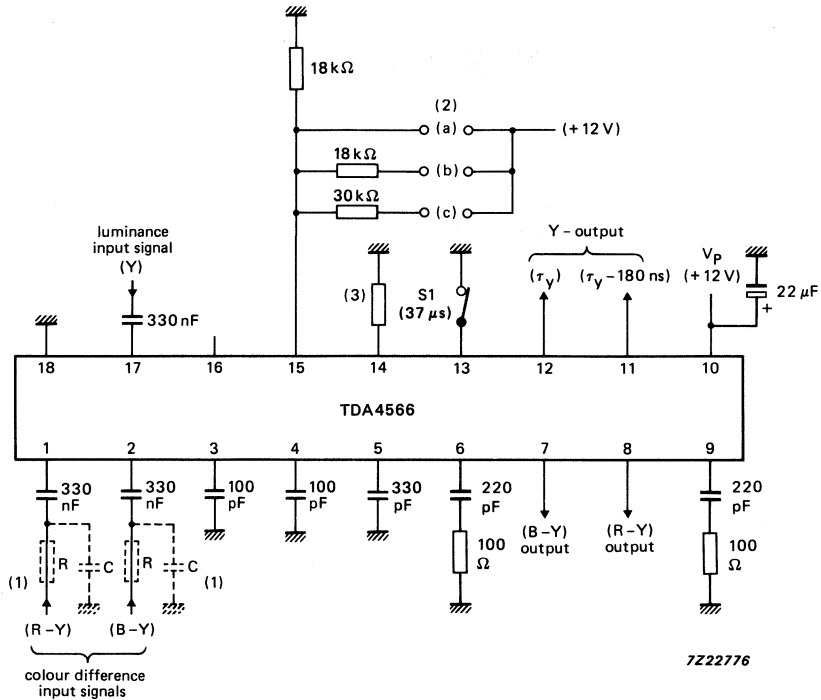 18 kΩ
(2)
(a)
(+ 12 V)
18 kΩ
(b)
30 kΩ
(c)
luminance
input signal
(Y)
330 nF
(3)
S1
(37 μs)
Y – output
(τy)
(τy – 180 ns)
VP
(+ 12 V)
22 μF
+
18
17
16
15
14
13
12
11
10
TDA4566
1
2
3
4
5
6
7
8
9
330
nF
330
nF
100
pF
100
pF
330
pF
220
pF
220
pF
(1)
R
C
R
C
(1)
100
Ω
(B–Y)
output
(R–Y)
output
100
Ω
(R –Y)
(B–Y)
colour difference
input signals
7Z22776